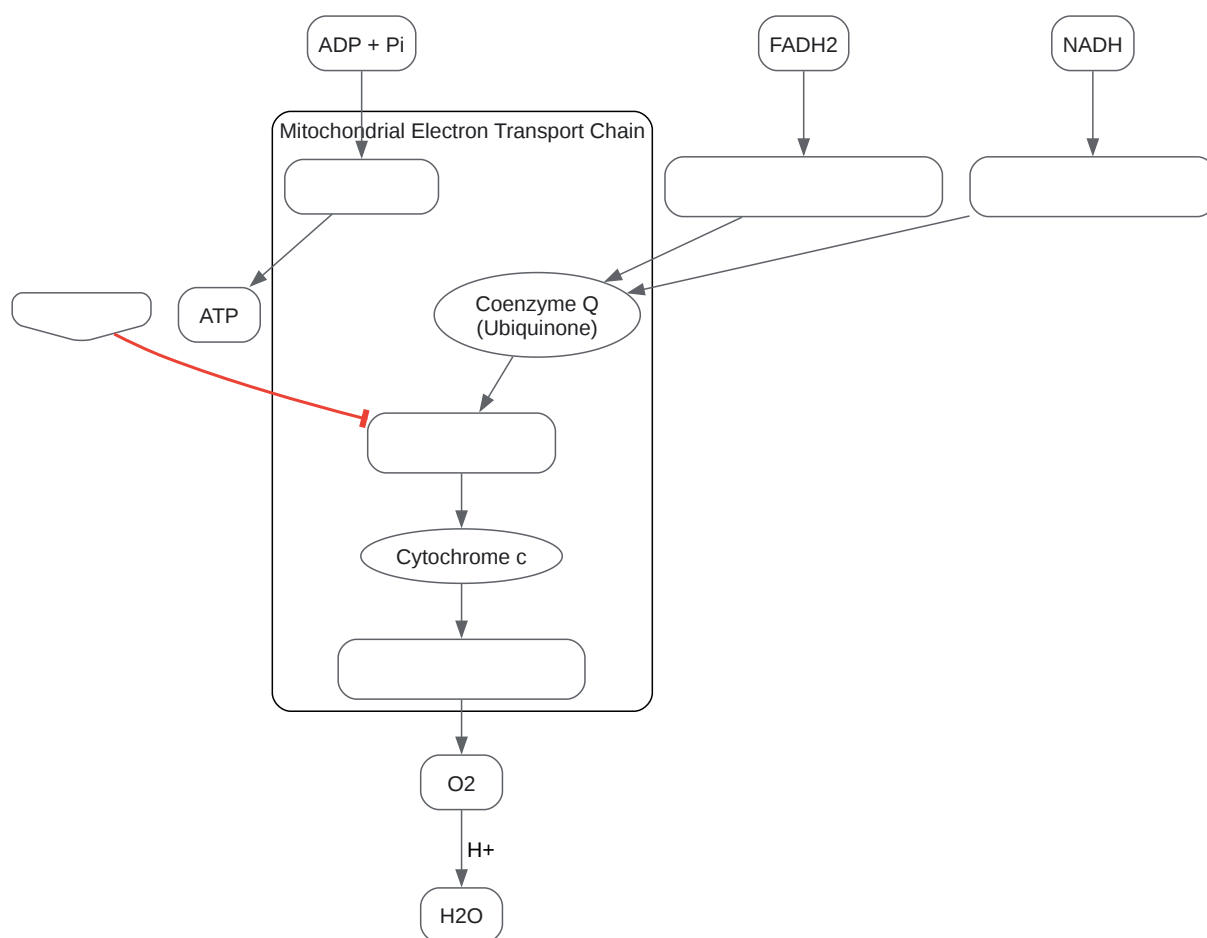 ADP + Pi
FADH2
NADH
Mitochondrial Electron Transport Chain
ATP
Coenzyme Q
(Ubiquinone)
Cytochrome c
O2
H+
H2O